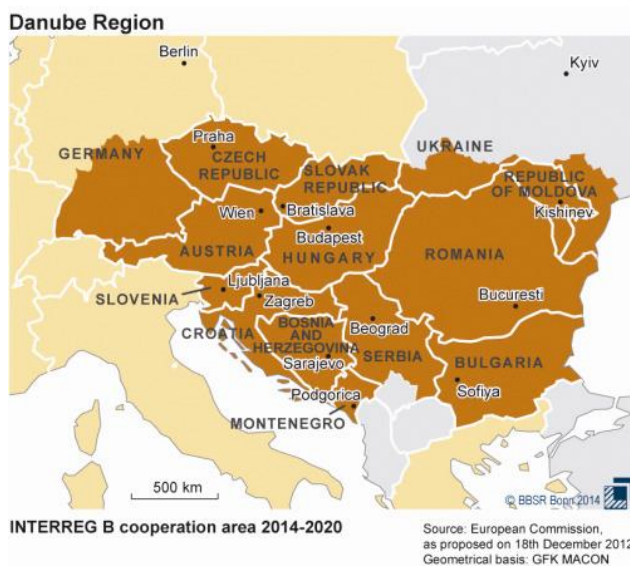 Danube Region
Berlin
Kyiv
Praha
GERMANY
CZECH
REPUBLIC
SLOVAK
REPUBLIC
UKRAINE
REPUBLIC
OF MOLDOVA
Kishinev
Wien
Bratislava
Budapest
AUSTRIA
HUNGARY
ROMANIA
Ljubljana
SLOVENIA
Zagreb
Bucuresti
CROATIA
BOSNIA
AND
HERZEGOVINA
Beograd
Sarajevo
SERBIA
BULGARIA
Sofiya
Podgorica
MONTENEGRO
500 km
© BBSR Bonn 2014
INTERREG B cooperation area 2014-2020
Source: European Commission,
as proposed on 18th December 2012
Geometrical basis: GFK MACON